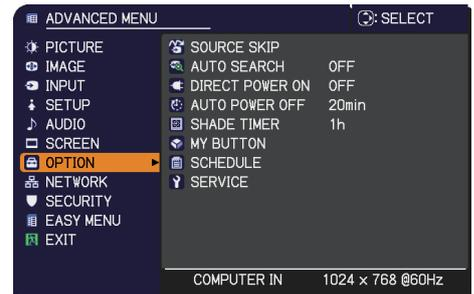 ADVANCED MENU : SELECT
PICTURE
IMAGE
INPUT
SETUP
AUDIO
SCREEN
OPTION
NETWORK
SECURITY
EASY MENU
EXIT
SOURCE SKIP
AUTO SEARCH OFF
DIRECT POWER ON OFF
AUTO POWER OFF 20min
SHADE TIMER 1h
MY BUTTON
SCHEDULE
SERVICE
COMPUTER IN 1024 x 768 @60Hz